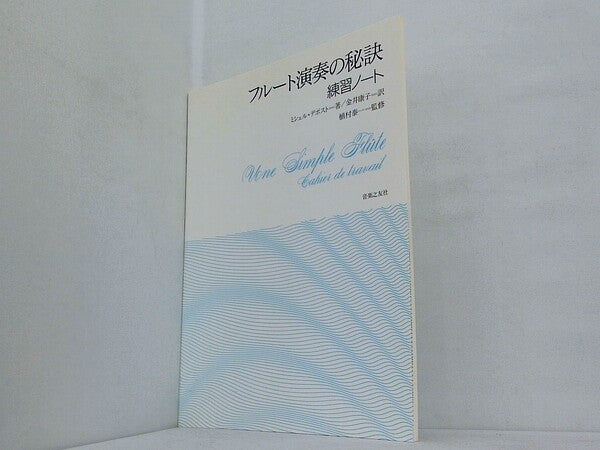 フルート演奏の秘訣
練習ノート
ミシェル・デボスト—著/金井康子—訳
植村泰一—監修
Une Simple Flûte
Cahier de travail
音楽之友社